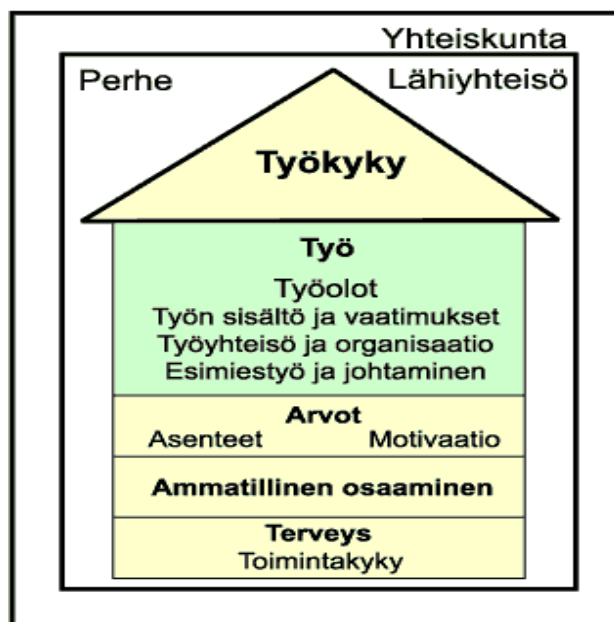 Yhteiskunta
Perhe Lähiyhteisö
Työkyky
Työ
Työolot
Työn sisältö ja vaatimukset
Työyhteisö ja organisaatio
Esimiestyö ja johtaminen
Arvot
Asenteet Motivaatio
Ammatillinen osaaminen
Terveys
Toimintakyky